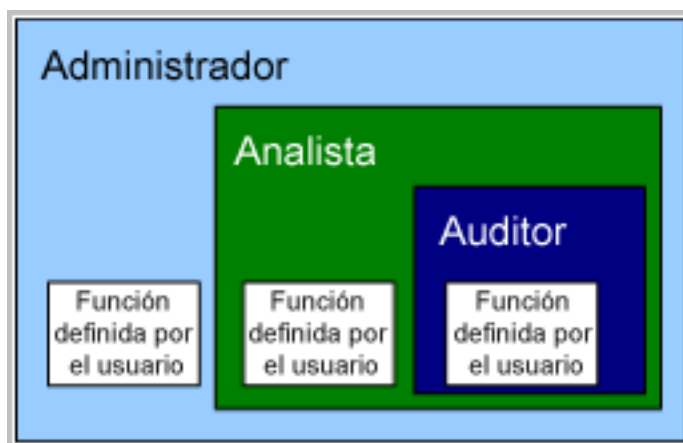 Administrador
Analista
Auditor
Función
definida por
el usuario
Función
definida por
el usuario
Función
definida por
el usuario